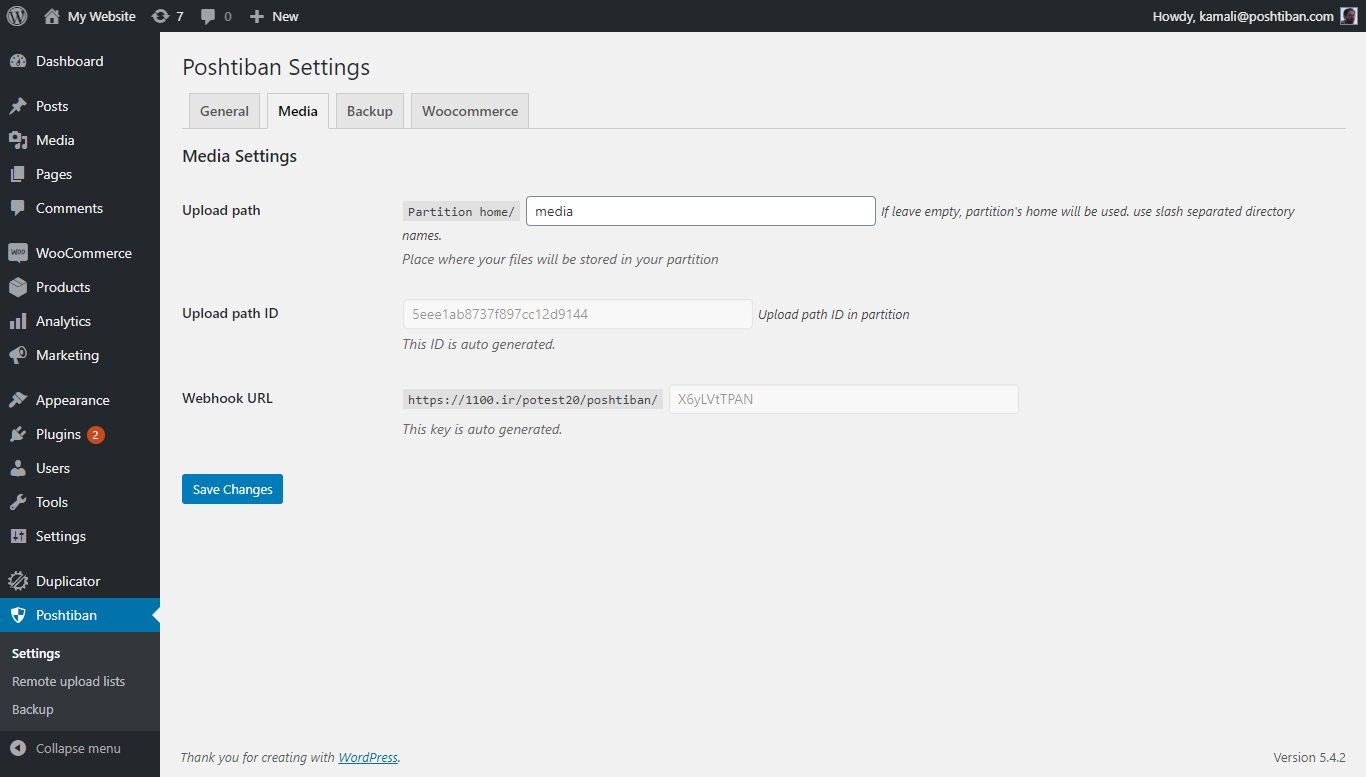 My Website 7 0 New Howdy, kamali@poshtiban.com
Dashboard
Posts
Media
Pages
Comments
WooCommerce
Products
Analytics
Marketing
Appearance
Plugins 2
Users
Tools
Settings
Duplicator
Poshtiban
Settings
Remote upload lists
Backup
Collapse menu
Poshtiban Settings
General Media Backup Woocommerce
Media Settings
Upload path Partition home/ media If leave empty, partition's home will be used. use slash separated directory
names.
Place where your files will be stored in your partition
Upload path ID 5eee1ab8737f897cc12d9144 Upload path ID in partition
This ID is auto generated.
Webhook URL https://1100.ir/potest20/poshtiban/ X6yLVtTPAN
This key is auto generated.
Save Changes
Thank you for creating with WordPress. Version 5.4.2